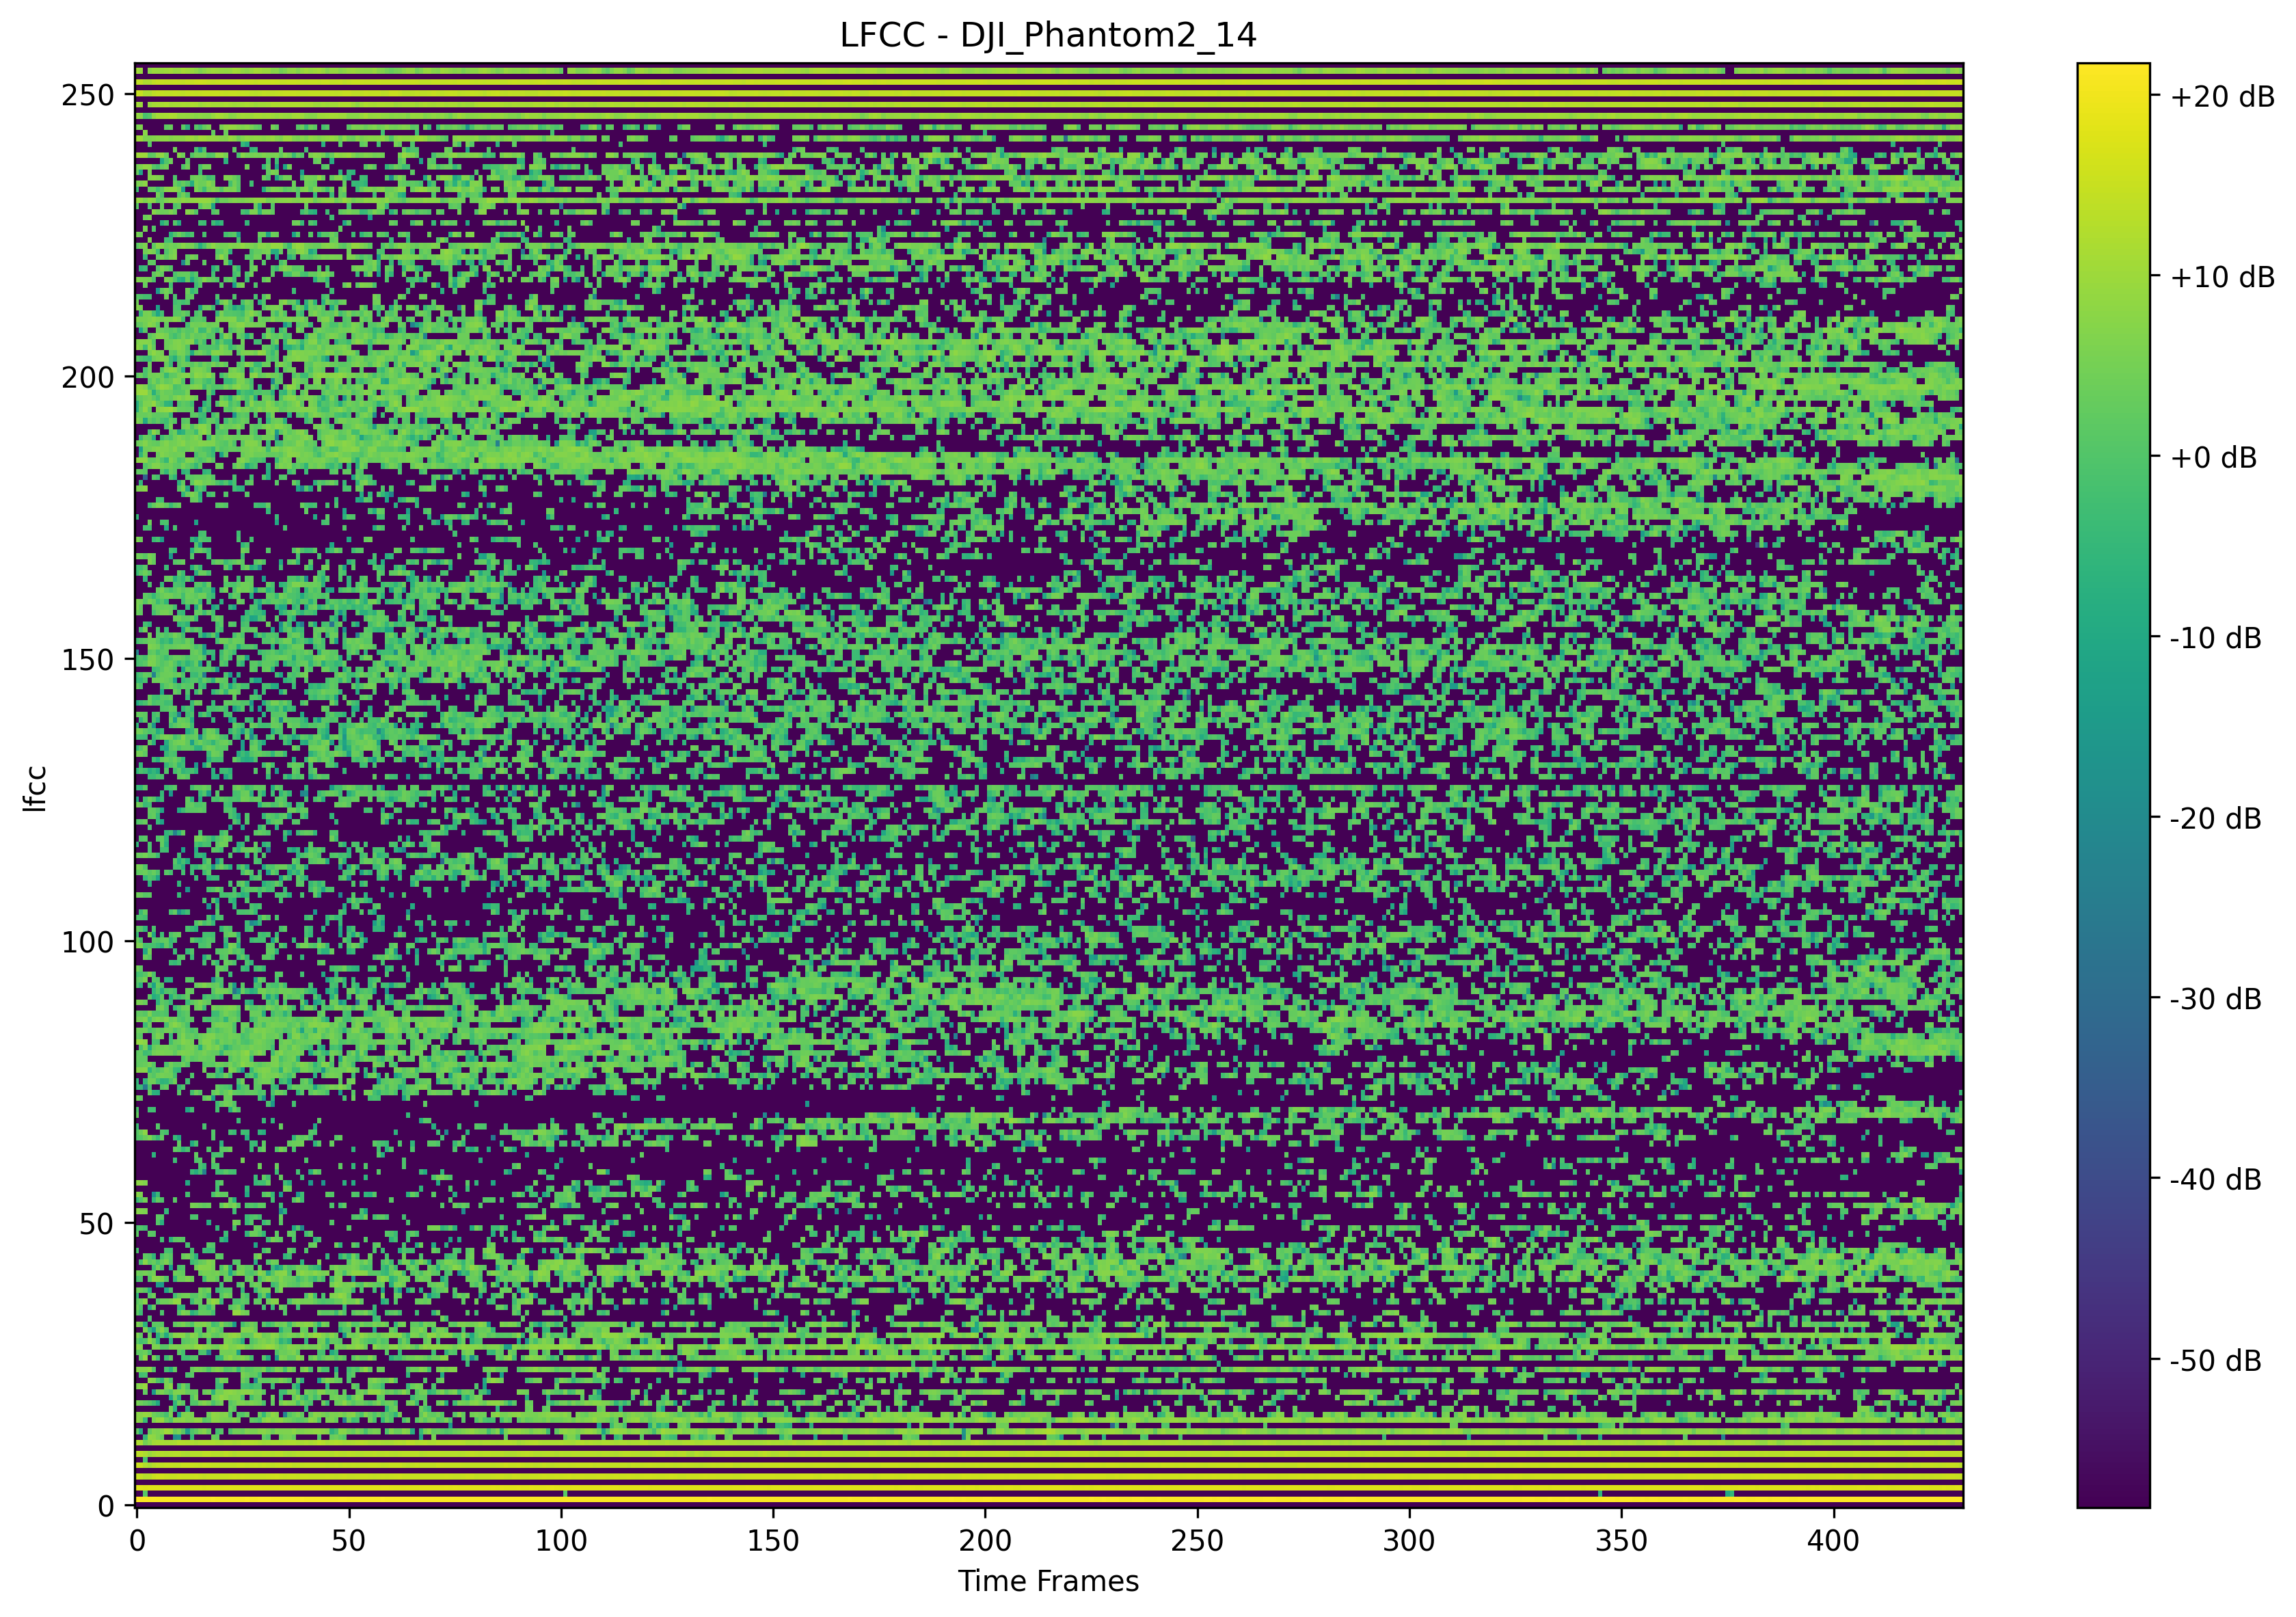 LFCC - DJI_Phantom2_14
250
200
150
100
50
0
lfcc
0 50 100 150 200 250 300 350 400
Time Frames
+20 dB
+10 dB
+0 dB
-10 dB
-20 dB
-30 dB
-40 dB
-50 dB